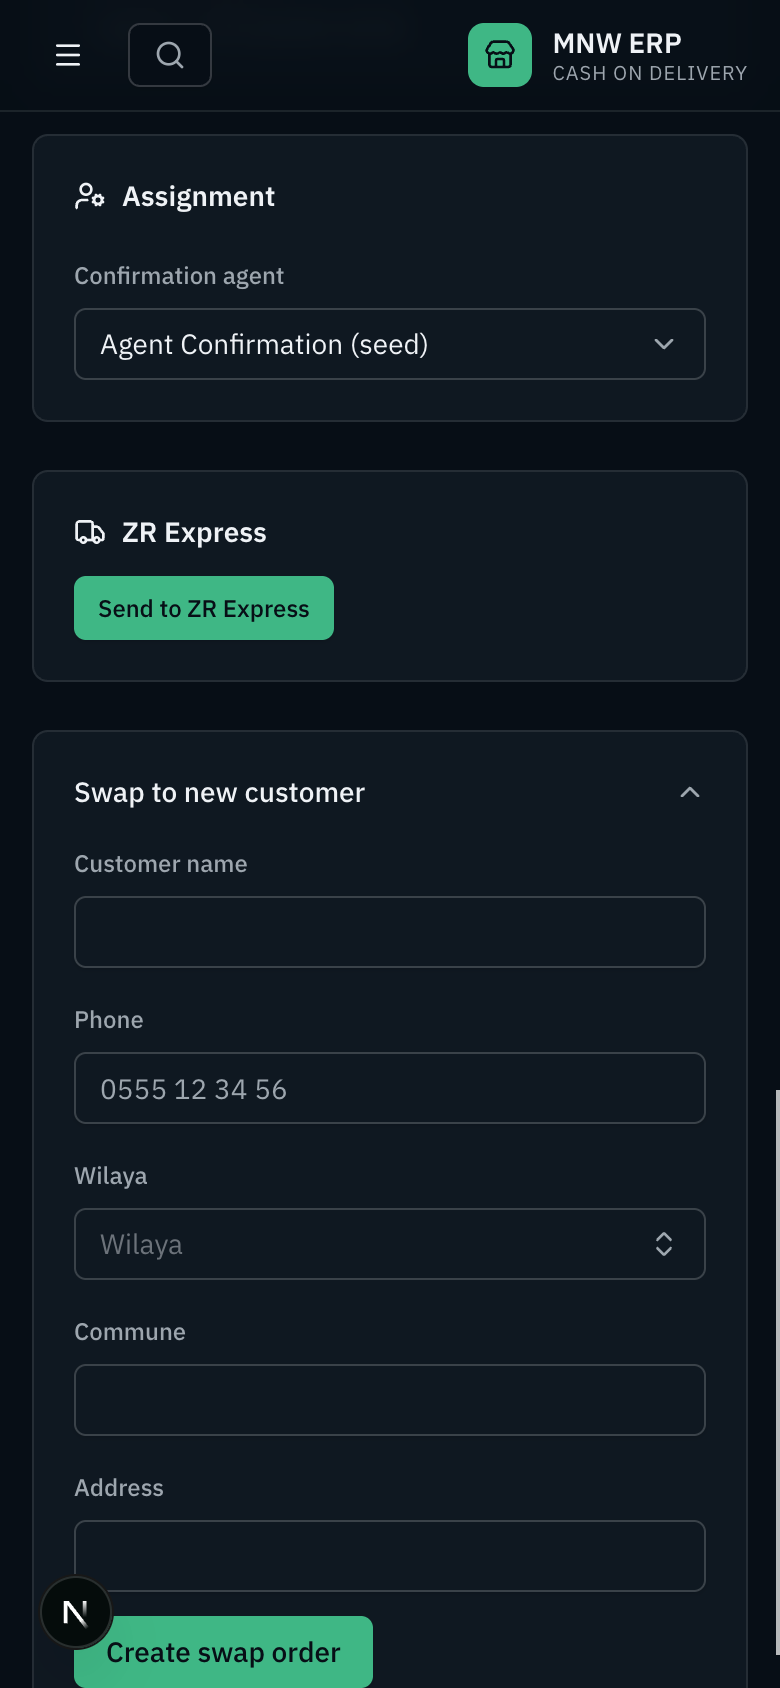 MNW ERP
CASH ON DELIVERY
Assignment
Confirmation agent
Agent Confirmation (seed)
ZR Express
Send to ZR Express
Swap to new customer
Customer name
Phone
0555 12 34 56
Wilaya
Wilaya
Commune
Address
N
Create swap order